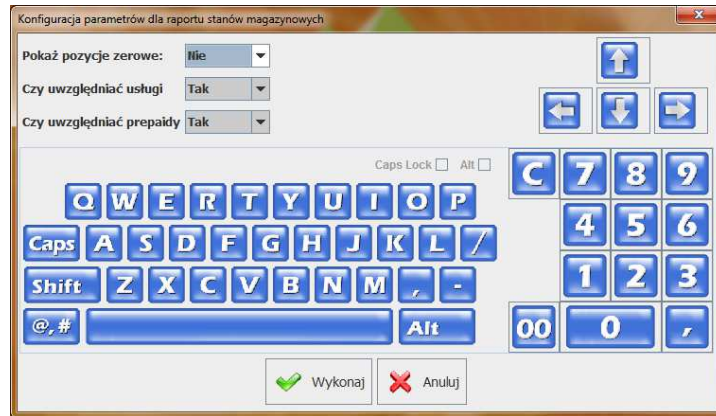 Konfiguracja parametrów dla raportu stanów magazynowych
Pokaż pozycje zerowe: Nie
Czy uwzględniać usługi Tak
Czy uwzględniać prepaidy Tak
Caps Lock Alt
C 7 8 9
Q W E R T Y U I O P
4 5 6
Caps A S D F G H J K L /
1 2 3
Shift Z X C V B N M , -
@,# Alt
00 0 ,
Wykonaj Anuluj